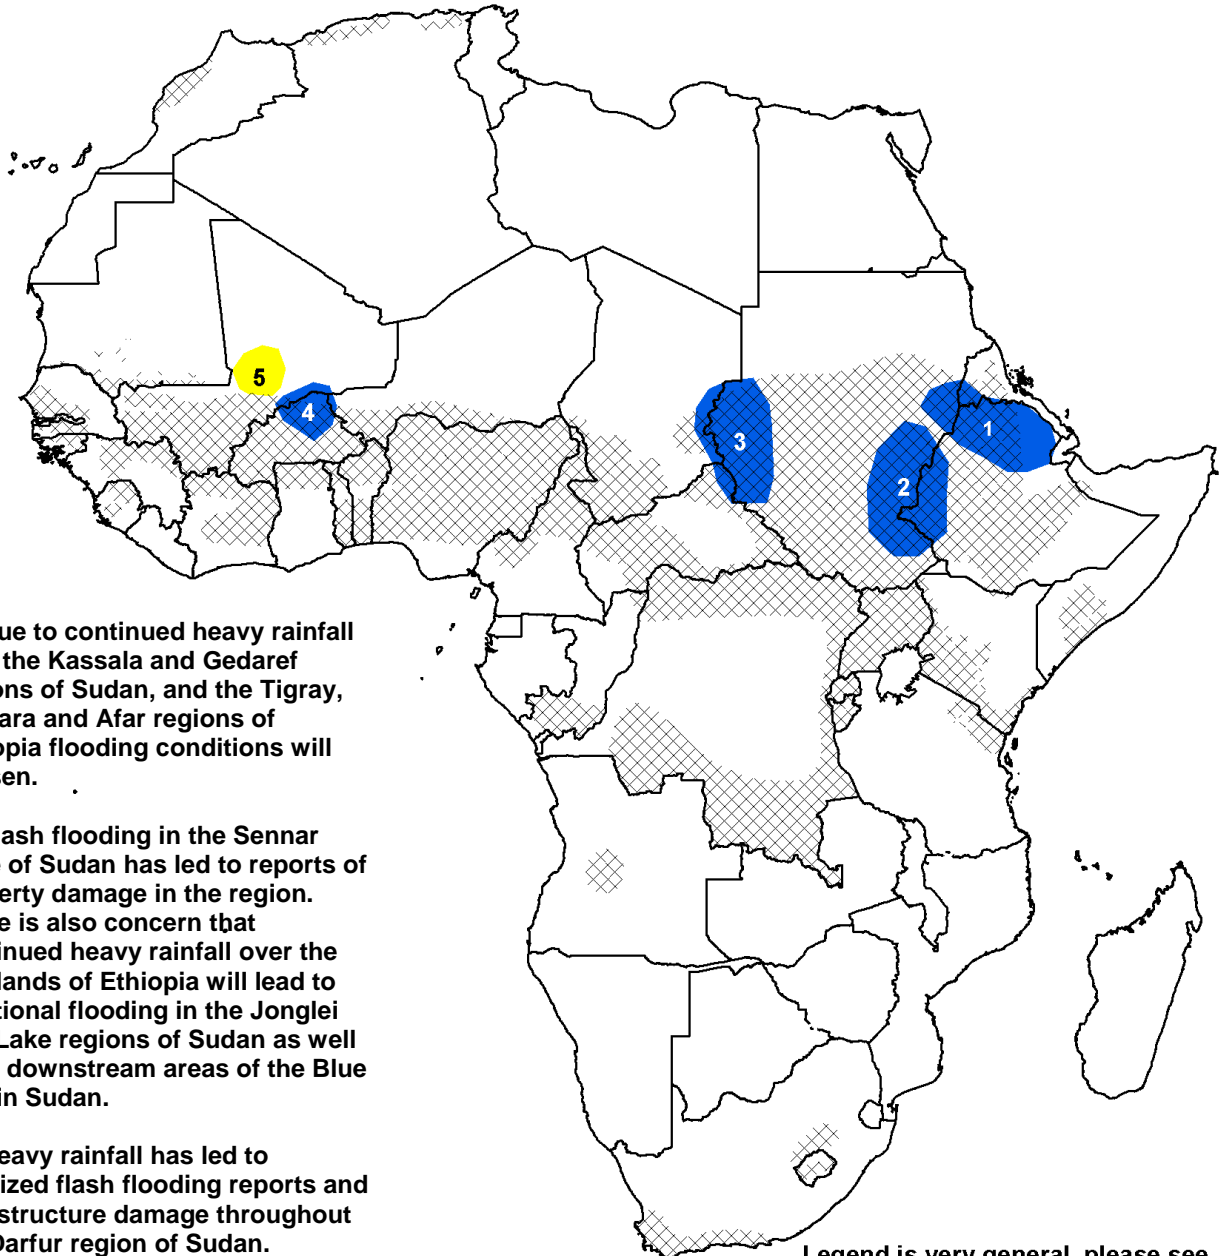 5
4
3
1
2
ue to continued heavy rainfall
the Kassala and Gedaref
ons of Sudan, and the Tigray,
ara and Afar regions of
opia flooding conditions will
sen.
lash flooding in the Sennar
e of Sudan has led to reports of
erty damage in the region.
e is also concern that
inued heavy rainfall over the
lands of Ethiopia will lead to
tional flooding in the Jonglei
Lake regions of Sudan as well
downstream areas of the Blue
in Sudan.
eavy rainfall has led to
ized flash flooding reports and
structure damage throughout
Darfur region of Sudan.
Legend is very general, please see